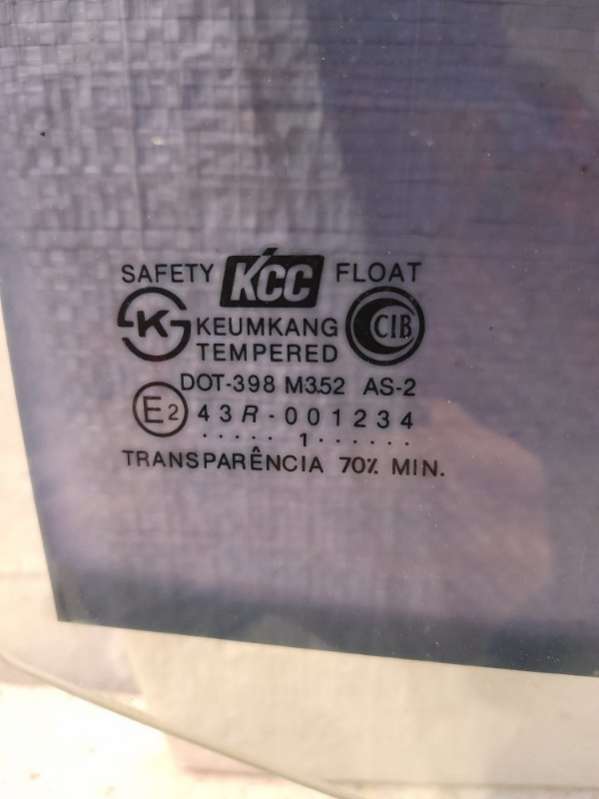 SAFETY KCC FLOAT
K KEUMKANG CIB
TEMPERED
DOT-398 M352 AS-2
E2 43R-001234
.....1......
TRANSPARÊNCIA 70% MIN.